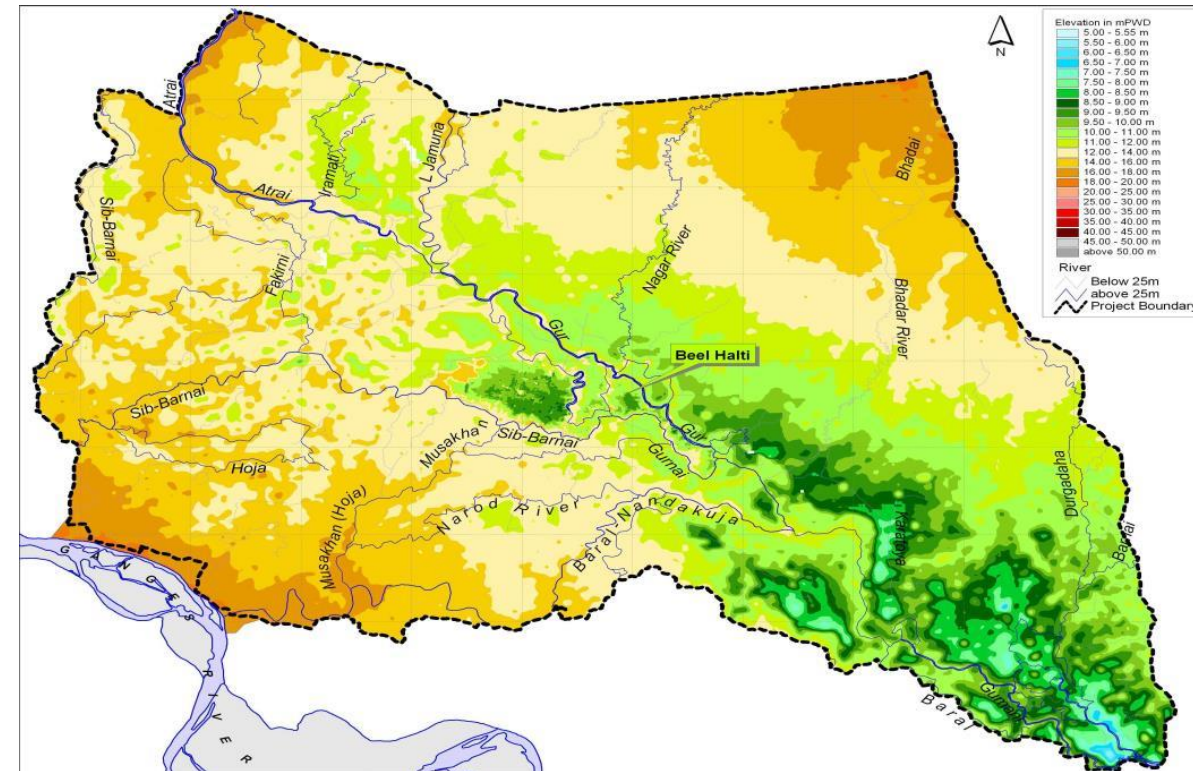 N
Elevation in mPWD
5.00 - 5.55 m
5.50 - 6.00 m
6.00 - 6.50 m
6.50 - 7.00 m
7.00 - 7.50 m
7.50 - 8.00 m
8.00 - 8.50 m
8.50 - 9.00 m
9.00 - 9.50 m
9.50 - 10.00 m
10.00 - 11.00 m
11.00 - 12.00 m
12.00 - 14.00 m
14.00 - 16.00 m
16.00 - 18.00 m
18.00 - 20.00 m
20.00 - 25.00 m
25.00 - 30.00 m
30.00 - 35.00 m
35.00 - 40.00 m
40.00 - 45.00 m
45.00 - 50.00 m
above 50.00 m
River
Below 25m
above 25m
Project Boundary
Atrai
Atrai
Iramati
L. Jamuna
Bhadai
Sib-Barnai
Fakirni
Nagar River
Bhadar River
Gur
Beel Halti
Sib-Barnai
Musakhan
Sib-Barnai
Gur
Gumai
Hoja
Musakhan (Hoja)
Narod River
Baral Nandakuja
Karatoya
Durgadaha
GANGES RIVER
Baral